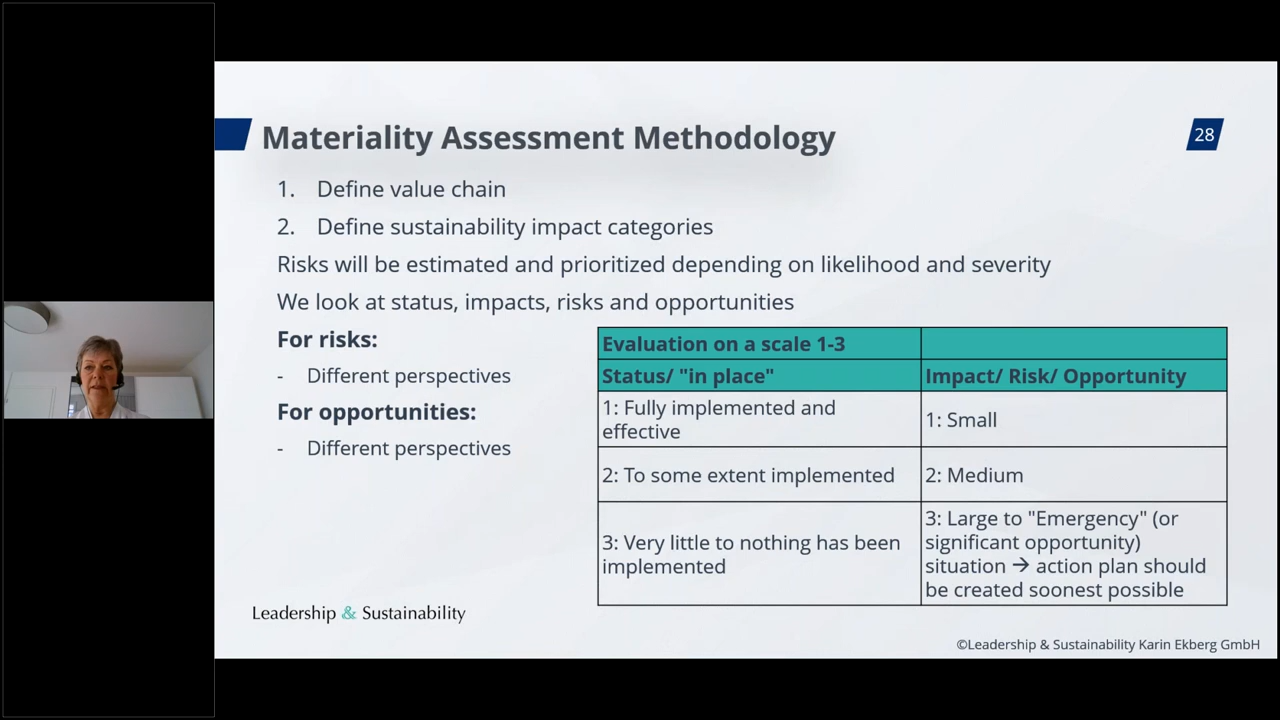 Materiality Assessment Methodology
28
1. Define value chain
2. Define sustainability impact categories
Risks will be estimated and prioritized depending on likelihood and severity
We look at status, impacts, risks and opportunities
For risks:
- Different perspectives
For opportunities:
- Different perspectives
Evaluation on a scale 1-3
Status/ "in place"
Impact/ Risk/ Opportunity
1: Fully implemented and
effective
1: Small
2: To some extent implemented
2: Medium
3: Very little to nothing has been
implemented
3: Large to "Emergency" (or
significant opportunity)
situation → action plan should
be created soonest possible
Leadership & Sustainability
©Leadership & Sustainability Karin Ekberg GmbH